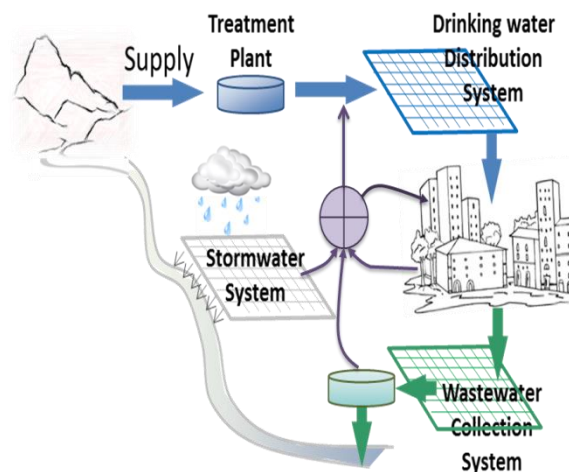 Treatment
Plant
Supply
Drinking water
Distribution
System
Stormwater
System
Wastewater
Collection
System